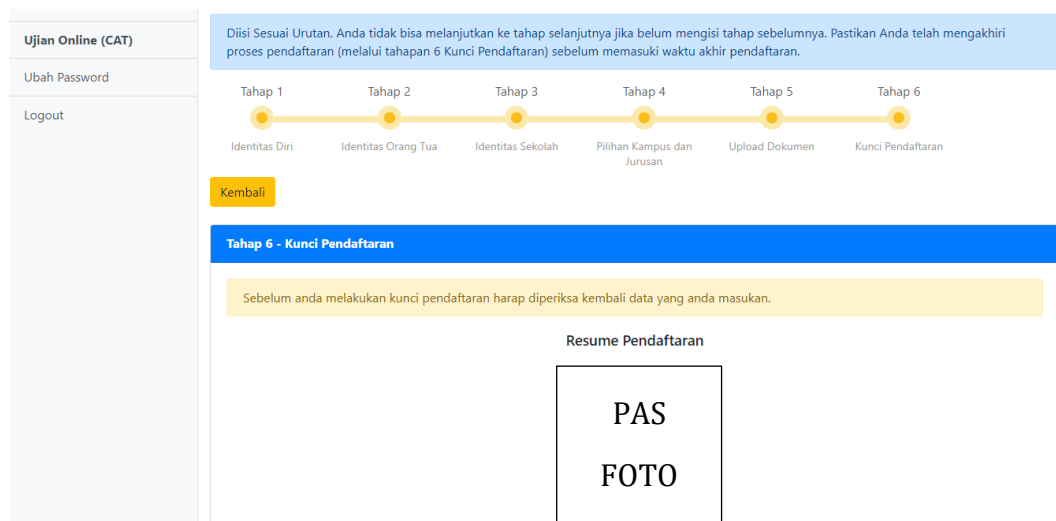 Ujian Online (CAT)
Ubah Password
Logout
Diisi Sesuai Urutan. Anda tidak bisa melanjutkan ke tahap selanjutnya jika belum mengisi tahap sebelumnya. Pastikan Anda telah mengakhiri
proses pendaftaran (melalui tahapan 6 Kunci Pendaftaran) sebelum memasuki waktu akhir pendaftaran.
Tahap 1 Tahap 2 Tahap 3 Tahap 4 Tahap 5 Tahap 6
Identitas Diri Identitas Orang Tua Identitas Sekolah Pilihan Kampus dan Upload Dokumen Kunci Pendaftaran
Jurusan
Kembali
Tahap 6 - Kunci Pendaftaran
Sebelum anda melakukan kunci pendaftaran harap diperiksa kembali data yang anda masukan.
Resume Pendaftaran
PAS
FOTO